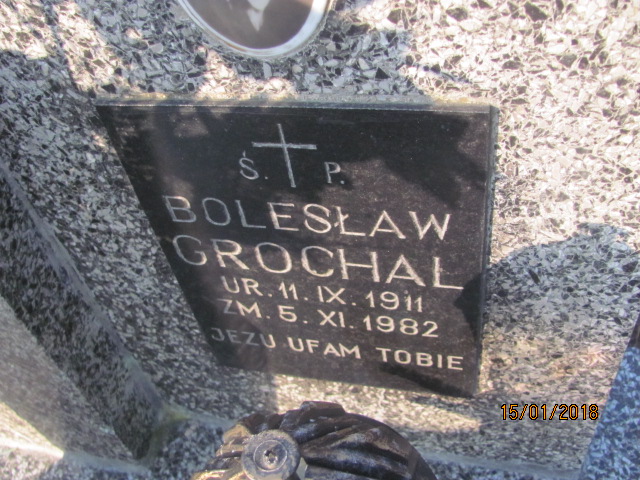 Ś. P.
BOLESŁAW
GROCHAL
UR. 11. IX. 1911
ZM. 5. XI. 1982
JEZU UFAM TOBIE
15/01/2018